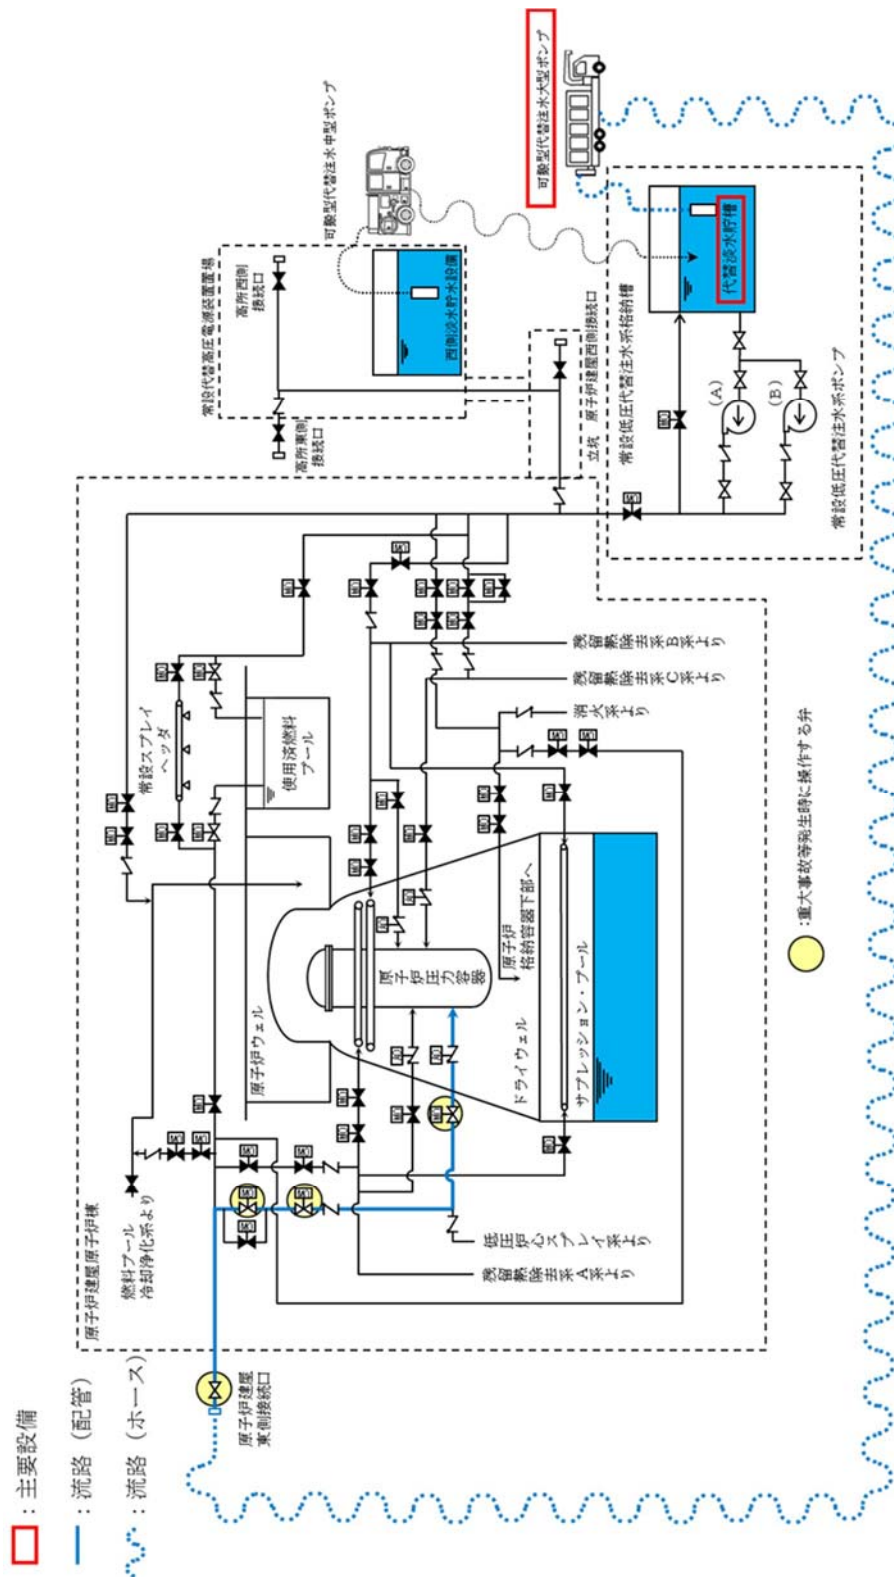 ：主要設備
：流路（配管）
：流路（ホース）
原子炉建屋
東側接続口
原子炉建屋原子炉棟
燃料プール
冷却浄化系より
常設スプレイ
ヘッダ
使用済燃料
プール
原子炉ウェル
原子炉圧力容器
原子炉
格納容器下部へ
ドライウェル
サプレッション・プール
低圧炉心スプレイ系より
残留熱除去系A系より
残留熱除去系B系より
残留熱除去系C系より
消火系より
常設代替高圧電源装置置場
高所西側
接続口
高所東側
接続口
西側淡水貯水設備
可搬型代替注水中型ポンプ
可搬型代替注水大型ポンプ
立坑
原子炉建屋西側接続口
常設低圧代替注水系格納槽
代替淡水貯槽
(A)
(B)
常設低圧代替注水系ポンプ
：重大事故等発生時に操作する弁